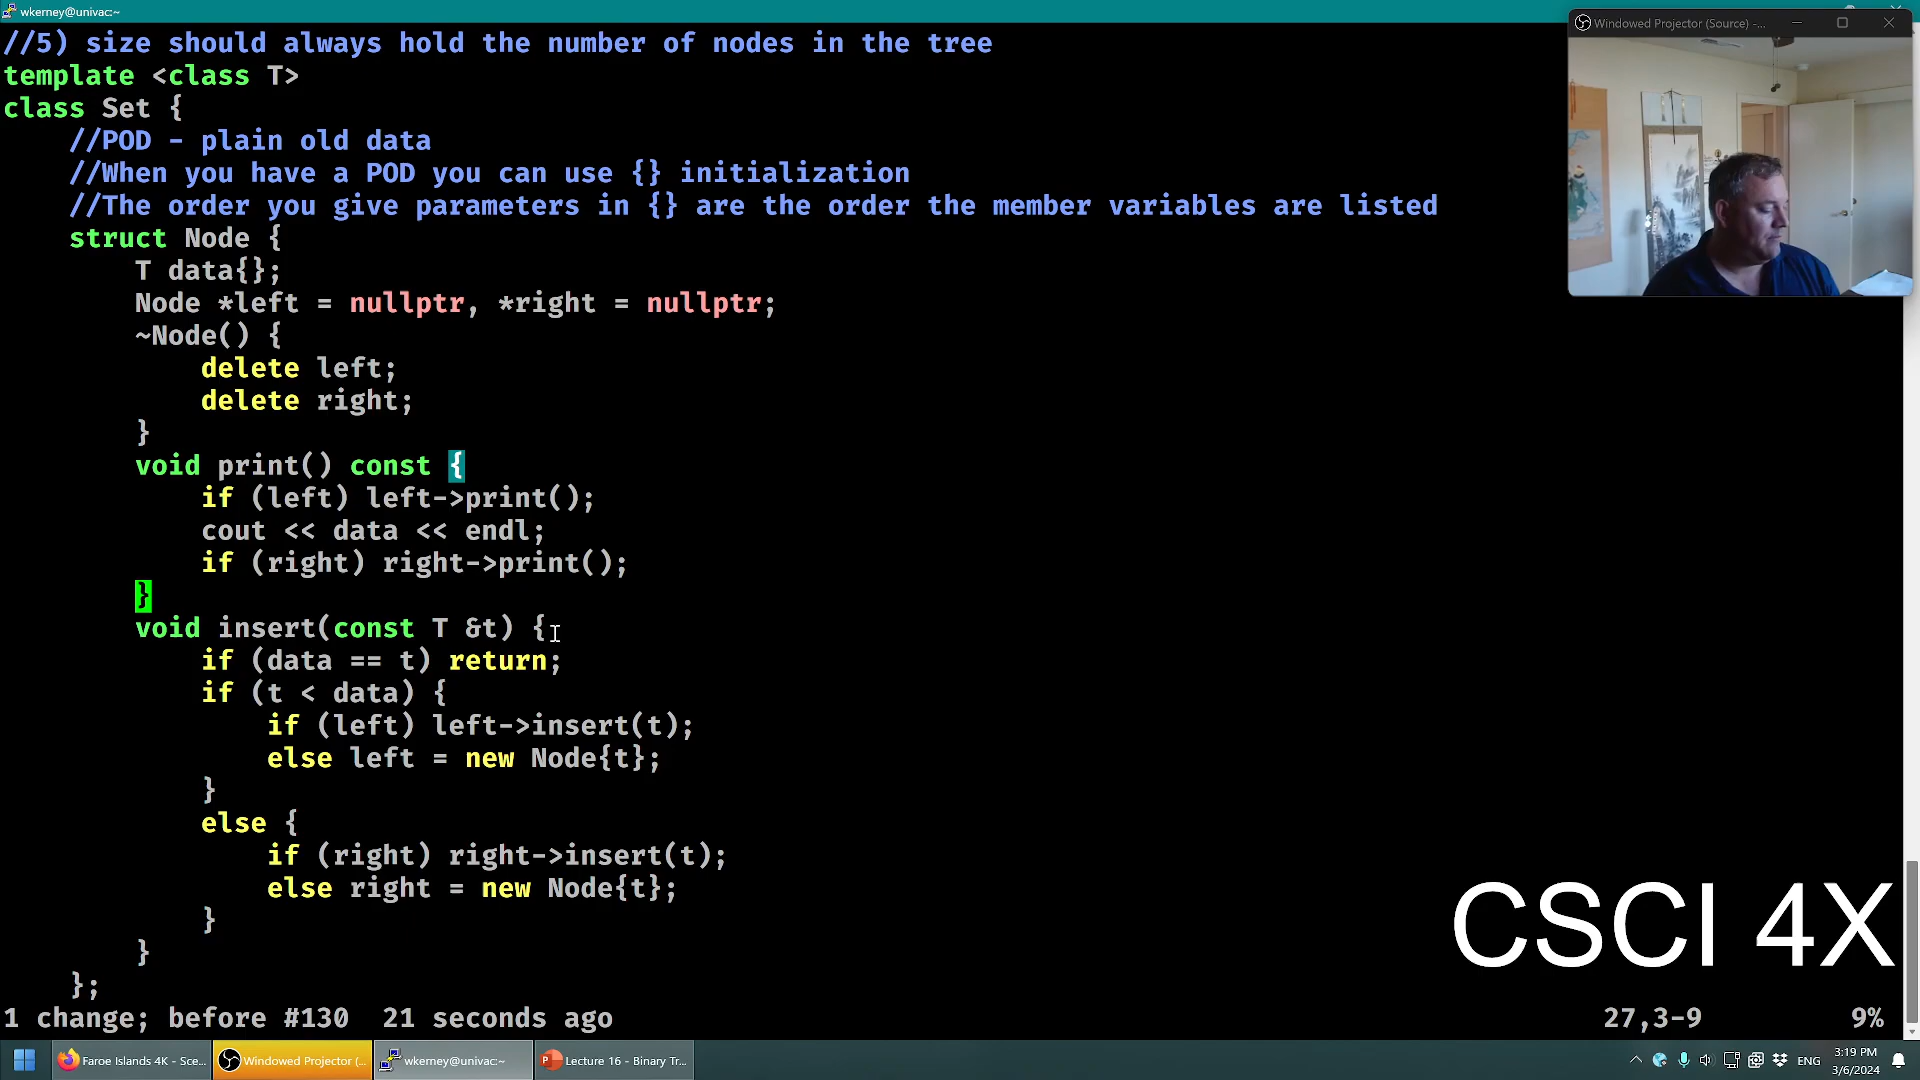 wkerney@univac:~
Windowed Projector (Source) -...
//5) size should always hold the number of nodes in the tree
template <class T>
class Set {
//POD - plain old data
//When you have a POD you can use {} initialization
//The order you give parameters in {} are the order the member variables are listed
struct Node {
T data{};
Node *left = nullptr, *right = nullptr;
~Node() {
delete left;
delete right;
}
void print() const {
if (left) left->print();
cout << data << endl;
if (right) right->print();
}
void insert(const T &t) {
if (data == t) return;
if (t < data) {
if (left) left->insert(t);
else left = new Node{t};
}
else {
if (right) right->insert(t);
else right = new Node{t};
}
}
};
CSCI 4X
1 change; before #130  21 seconds ago
27,3-9
9%
Faroe Islands 4K - Sce...
Windowed Projector (...
wkerney@univac:~
Lecture 16 - Binary Tr...
ENG
3:19 PM
3/6/2024